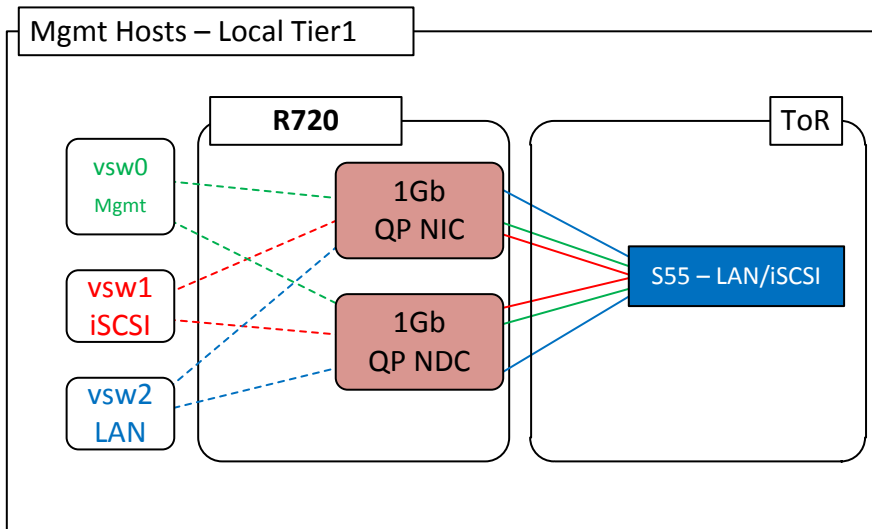 Mgmt Hosts – Local Tier1
R720
ToR
vsw0
Mgmt
1Gb
QP NIC
vsw1
iSCSI
S55 – LAN/iSCSI
1Gb
QP NDC
vsw2
LAN